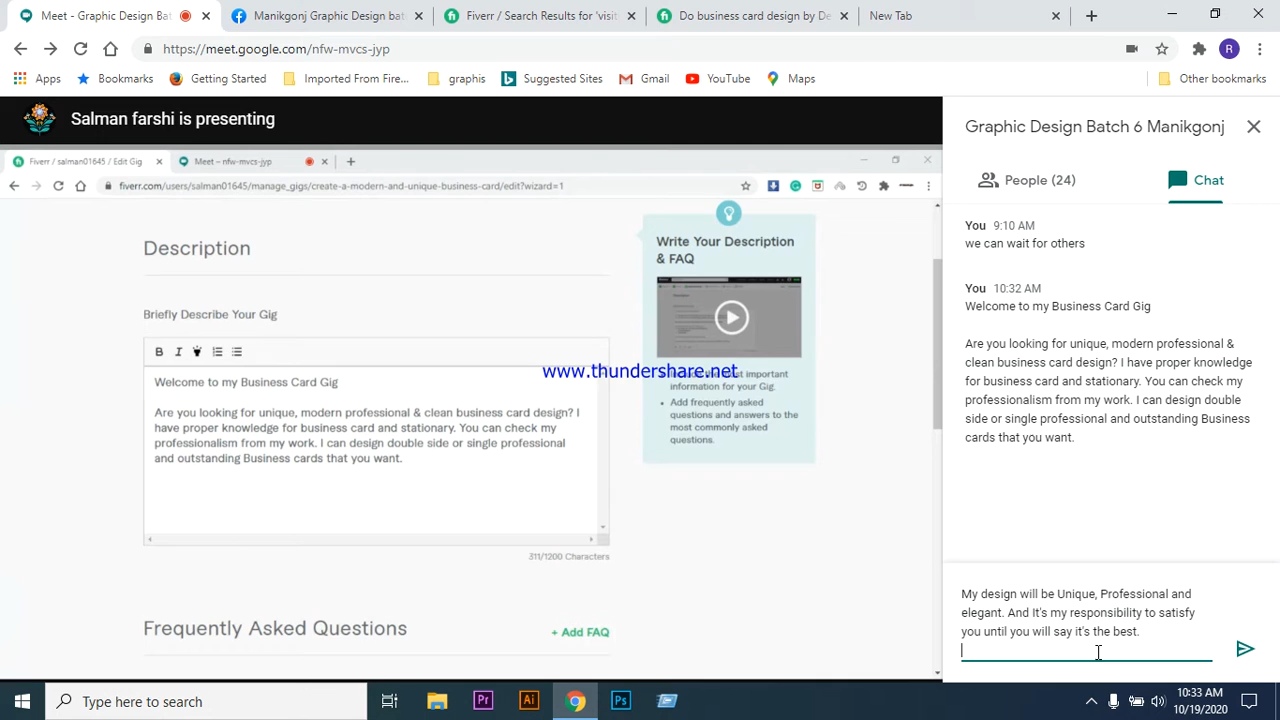 Meet - Graphic Design Bat
Manikgonj Graphic Design bat
Fiverr / Search Results for 'visit
Do business card design by De
New Tab
https://meet.google.com/nfw-mvcs-jyp
R
Apps
Bookmarks
Getting Started
Imported From Fire...
graphis
Suggested Sites
Gmail
YouTube
Maps
Other bookmarks
Salman farshi is presenting
Fiverr / salman01645 / Edit Gig
Meet – nfw-mvcs-jyp
fiverr.com/users/salman01645/manage_gigs/create-a-modern-and-unique-business-card/edit?wizard=1
Description
Briefly Describe Your Gig
B I
Welcome to my Business Card Gig
Are you looking for unique, modern professional & clean business card design? I
have proper knowledge for business card and stationary. You can check my
professionalism from my work. I can design double side or single professional
and outstanding Business cards that you want.
311/1200 Characters
Frequently Asked Questions
+ Add FAQ
Write Your Description
& FAQ
www.thundershare.net
most important
information for your Gig.
• Add frequently asked
questions and answers to the
most commonly asked
questions.
Graphic Design Batch 6 Manikgonj
People (24)
Chat
You 9:10 AM
we can wait for others
You 10:32 AM
Welcome to my Business Card Gig
Are you looking for unique, modern professional &
clean business card design? I have proper knowledge
for business card and stationary. You can check my
professionalism from my work. I can design double
side or single professional and outstanding Business
cards that you want.
My design will be Unique, Professional and
elegant. And It's my responsibility to satisfy
you until you will say it's the best.
Type here to search
Pr
Ai
Ps
10:33 AM
10/19/2020